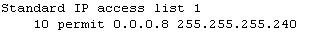 Standard IP access list 1
10 permit 0.0.0.8 255.255.255.240